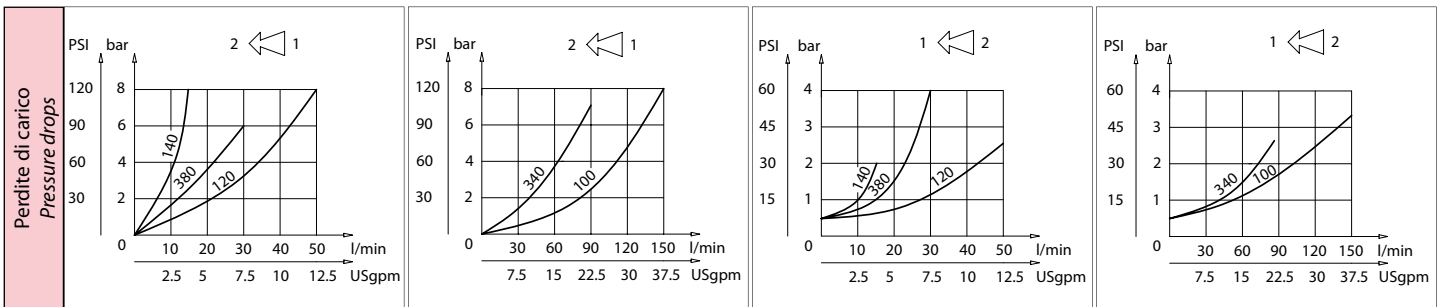 Perdite di carico
Pressure drops
PSI bar 2 1
120 8
90 6
60 4
30 2
0
140
380
120
10 20 30 40 50 l/min
2.5 5 7.5 10 12.5 USgpm
PSI bar 2 1
120 8
90 6
60 4
30 2
0
340
100
30 60 90 120 150 l/min
7.5 15 22.5 30 37.5 USgpm
PSI bar 1 2
60 4
45 3
30 2
15 1
0
140
380
120
10 20 30 40 50 l/min
2.5 5 7.5 10 12.5 USgpm
PSI bar 1 2
60 4
45 3
30 2
15 1
0
340
100
30 60 90 120 150 l/min
7.5 15 22.5 30 37.5 USgpm